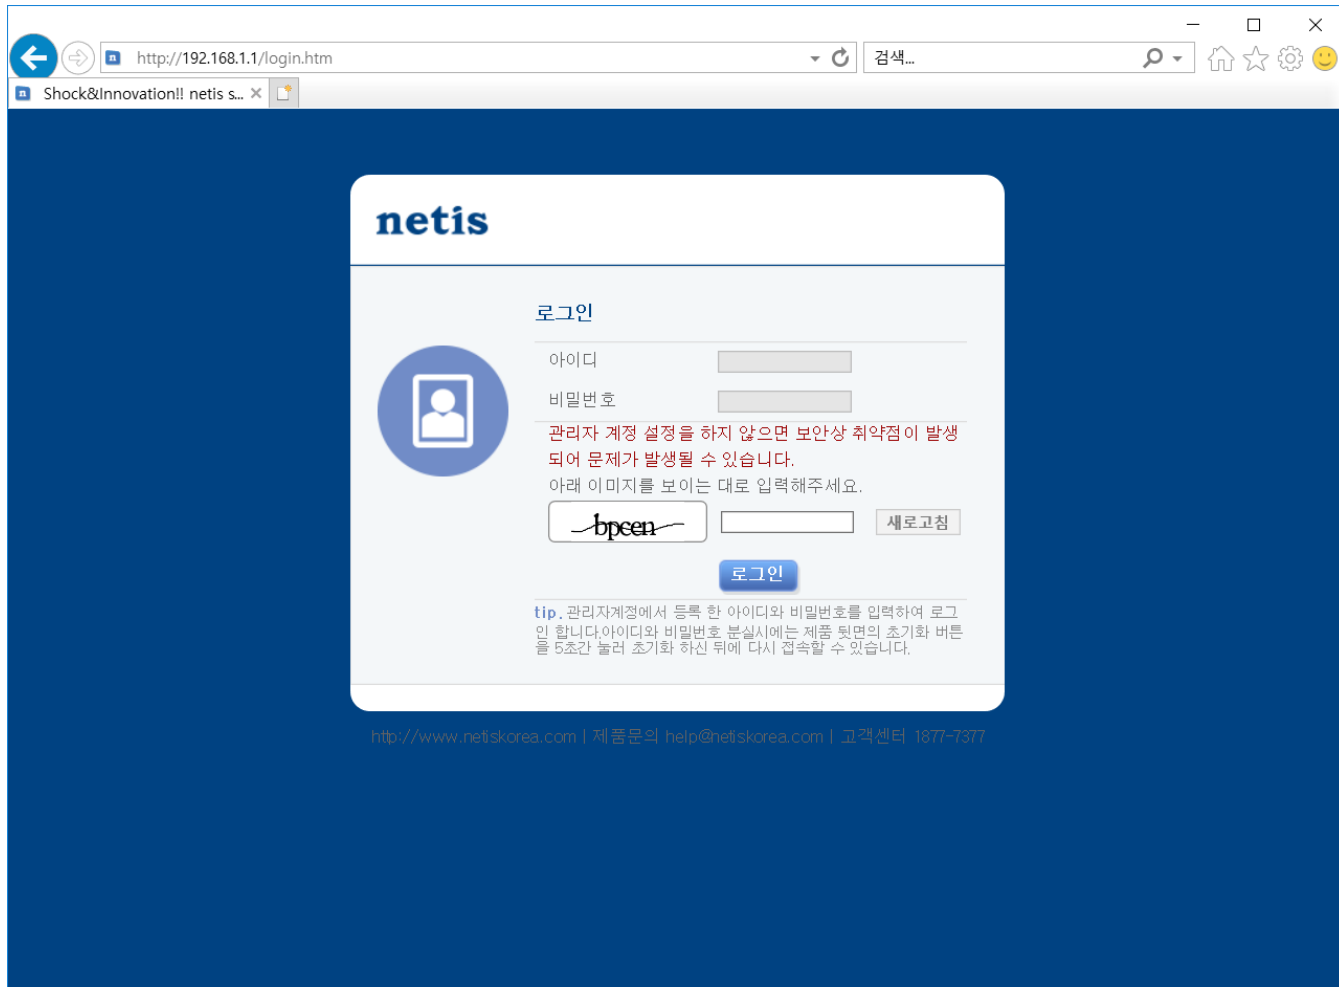 http://192.168.1.1/login.htm
검색...
Shock&Innovation!! netis s...
netis
로그인
아이디
비밀번호
관리자 계정 설정을 하지 않으면 보안상 취약점이 발생
되어 문제가 발생될 수 있습니다.
아래 이미지를 보이는 대로 입력해주세요.
bpcen
새로고침
로그인
tip. 관리자계정에서 등록 한 아이디와 비밀번호를 입력하여 로그
인 합니다.아이디와 비밀번호 분실시에는 제품 뒷면의 초기화 버튼
을 5초간 눌러 초기화 하신 뒤에 다시 접속할 수 있습니다.
http://www.netiskorea.com | 제품문의 help@netiskorea.com | 고객센터 1877-7377